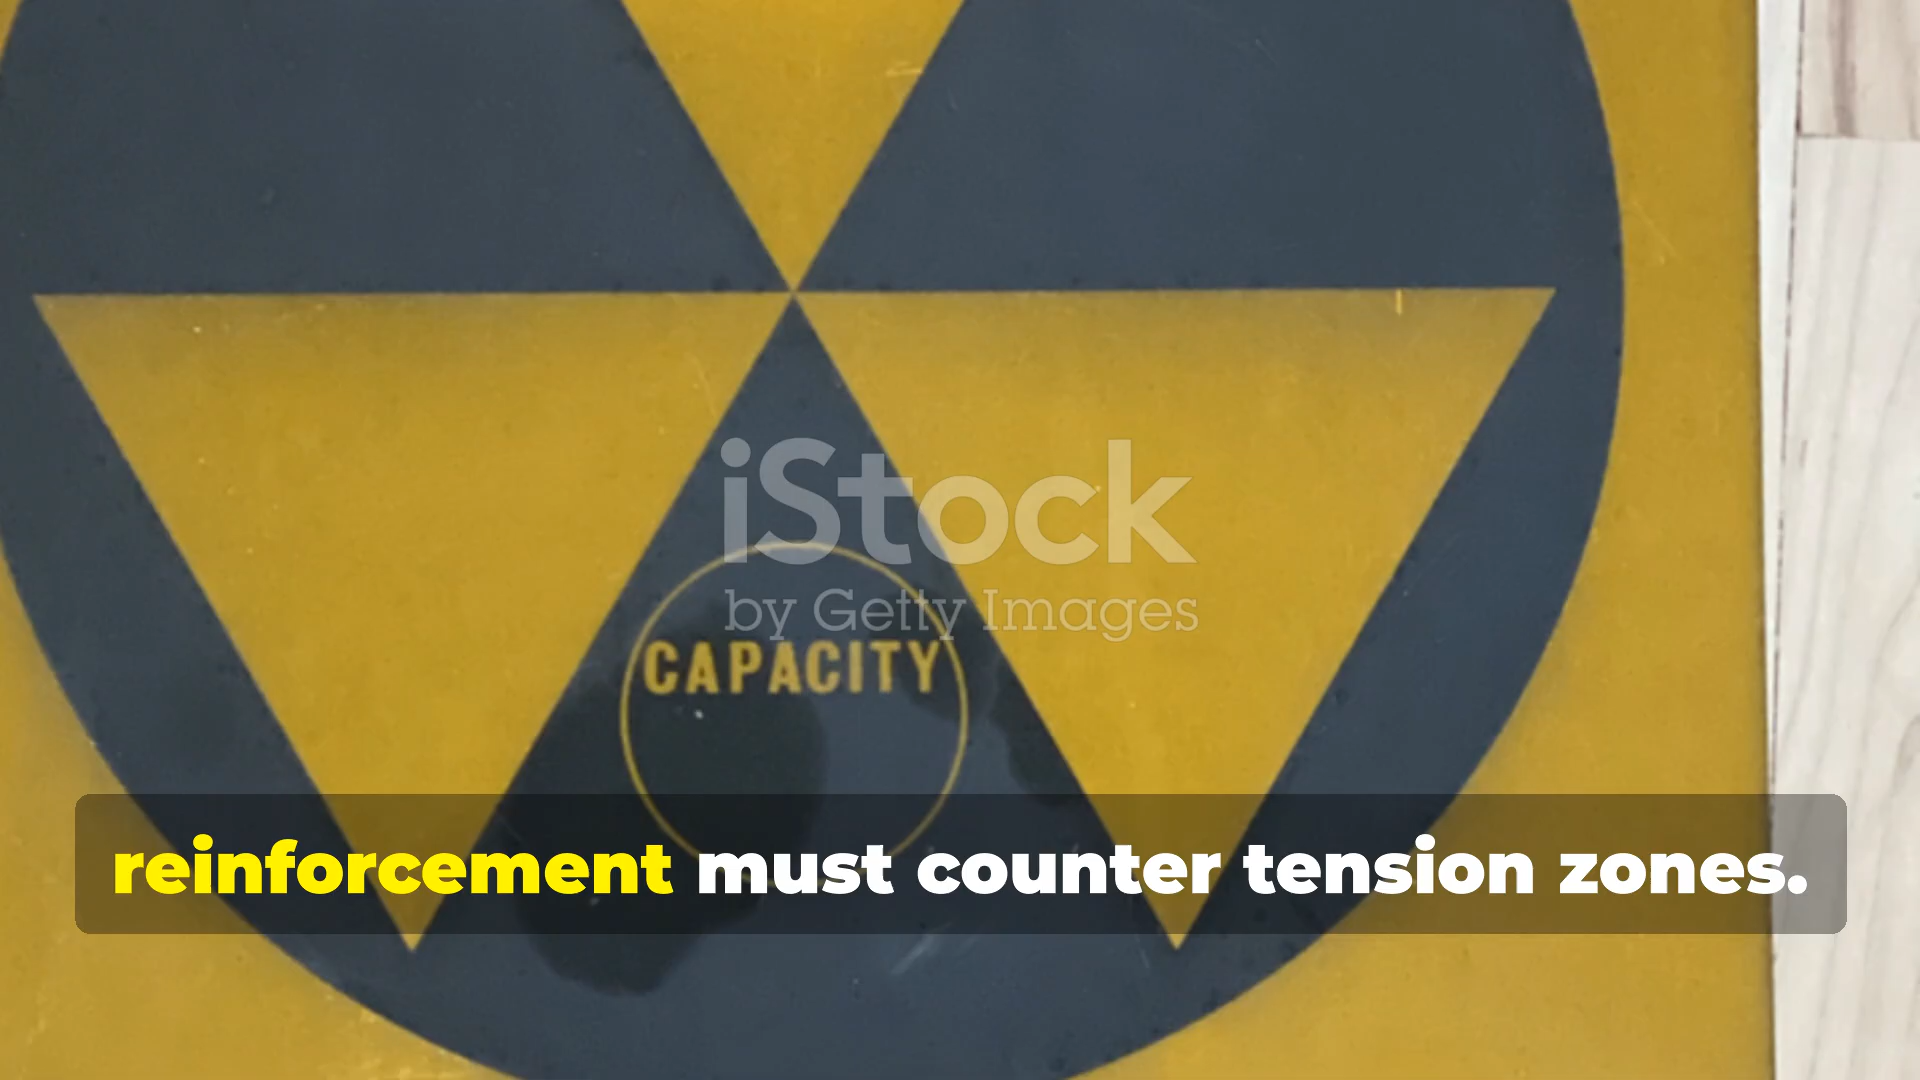 iStock
by Getty Images
CAPACITY
reinforcement must counter tension zones.